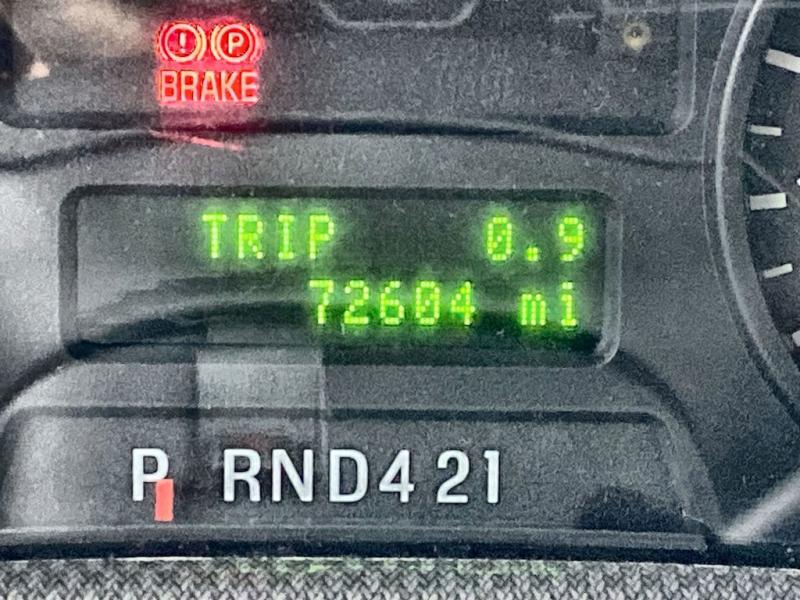 ! P
BRAKE
TRIP 0.9
72604 mi
P RND421